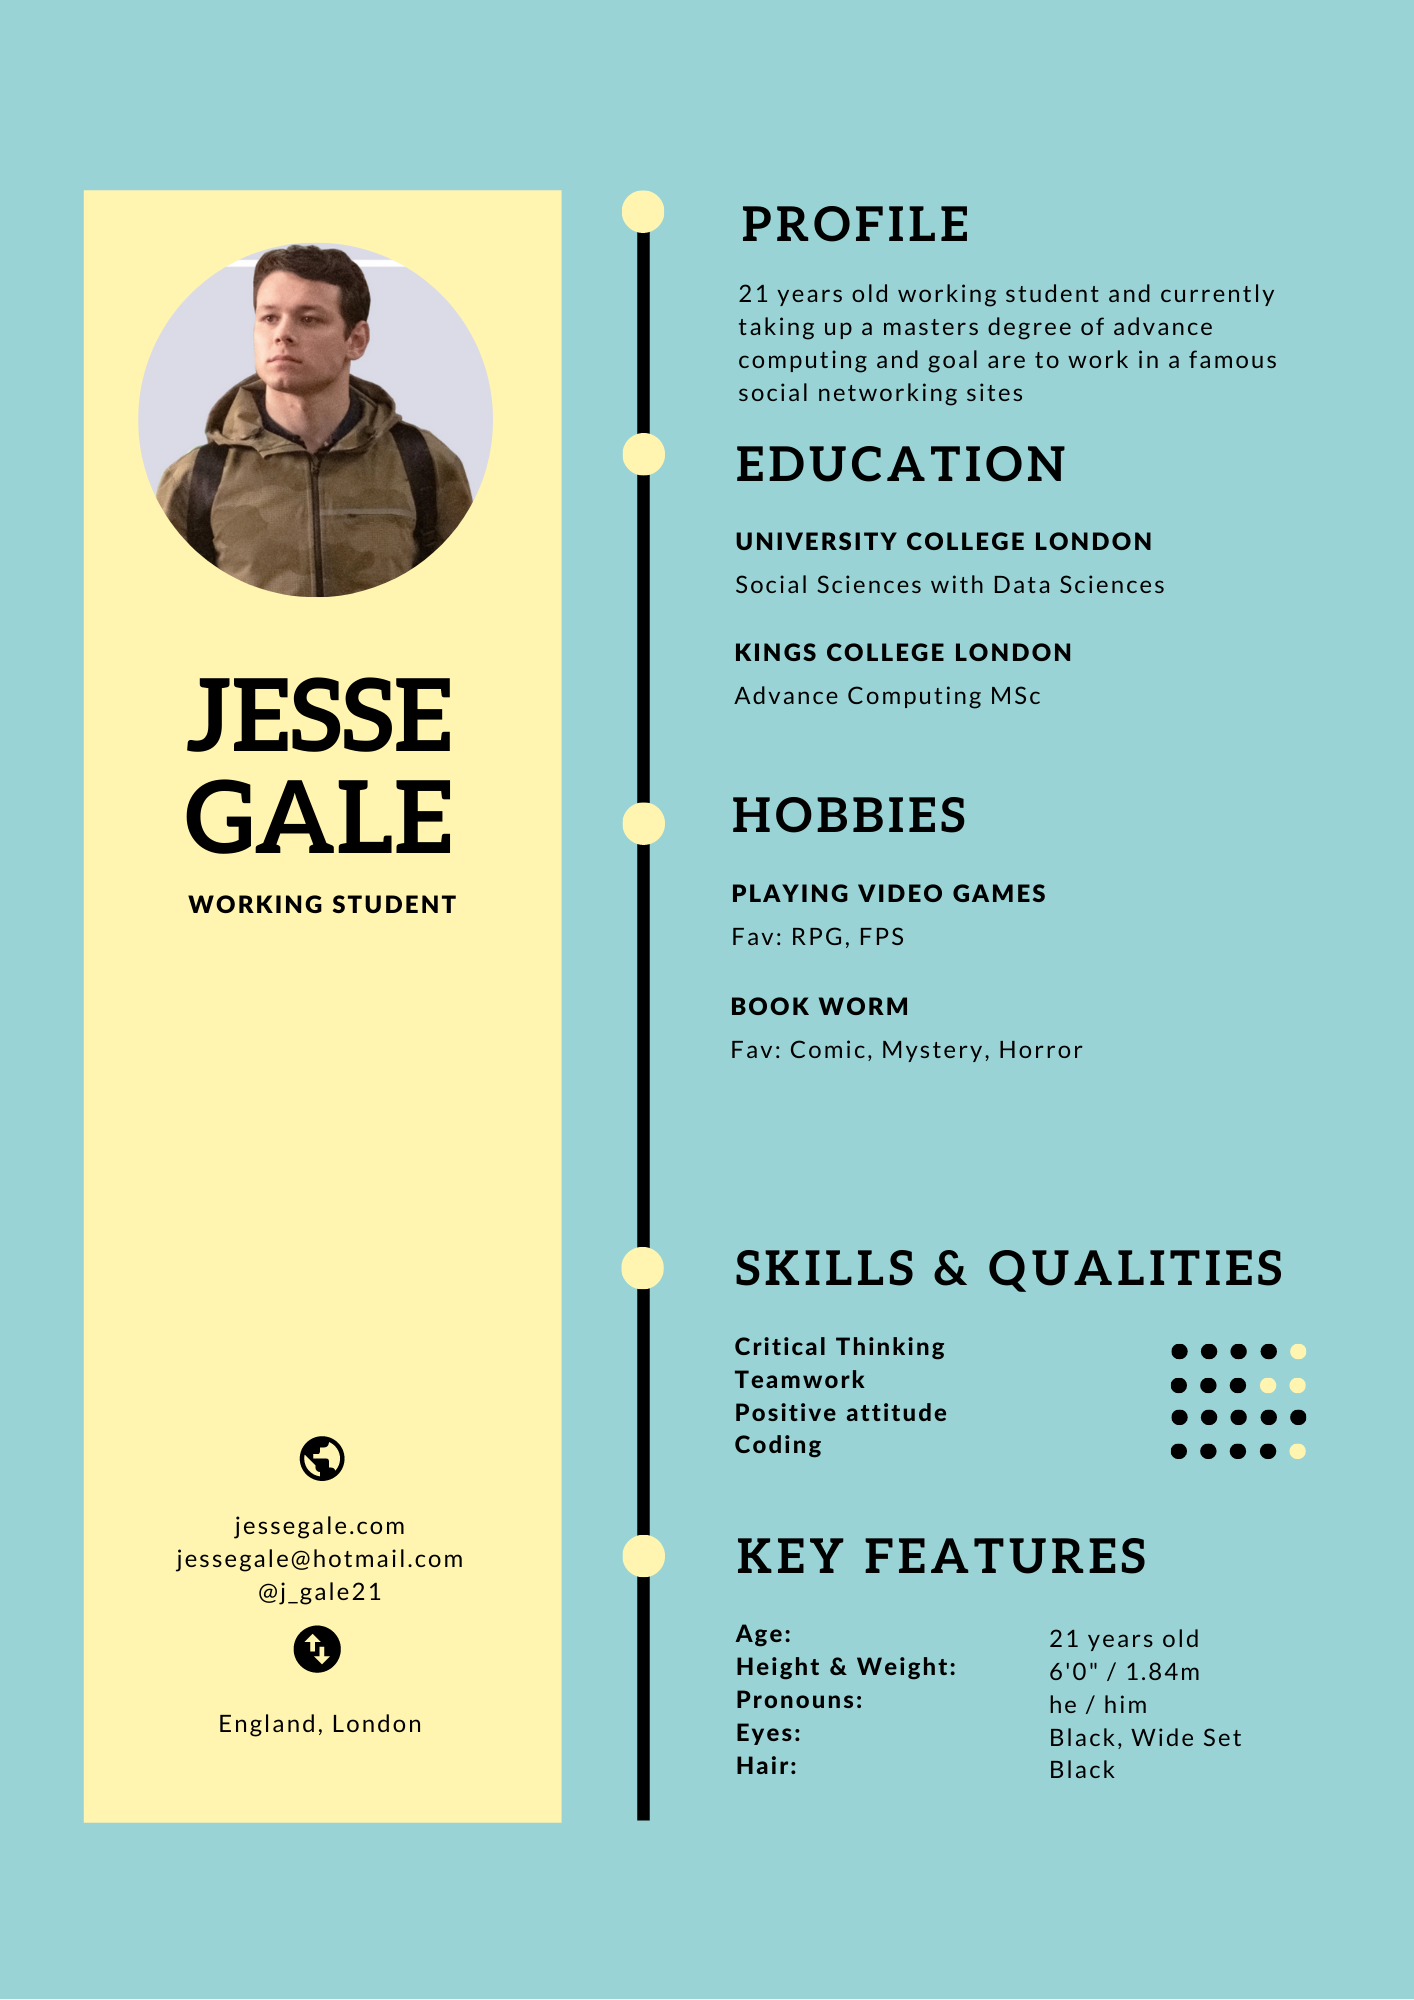 JESSE
GALE
WORKING STUDENT
jessegale.com
jessegale@hotmail.com
@j_gale21
England, London
PROFILE
21 years old working student and currently
taking up a masters degree of advance
computing and goal are to work in a famous
social networking sites
EDUCATION
UNIVERSITY COLLEGE LONDON
Social Sciences with Data Sciences
KINGS COLLEGE LONDON
Advance Computing MSc
HOBBIES
PLAYING VIDEO GAMES
Fav: RPG, FPS
BOOK WORM
Fav: Comic, Mystery, Horror
SKILLS & QUALITIES
Critical Thinking
Teamwork
Positive attitude
Coding
KEY FEATURES
Age: 21 years old
Height & Weight: 6'0" / 1.84m
Pronouns: he / him
Eyes: Black, Wide Set
Hair: Black